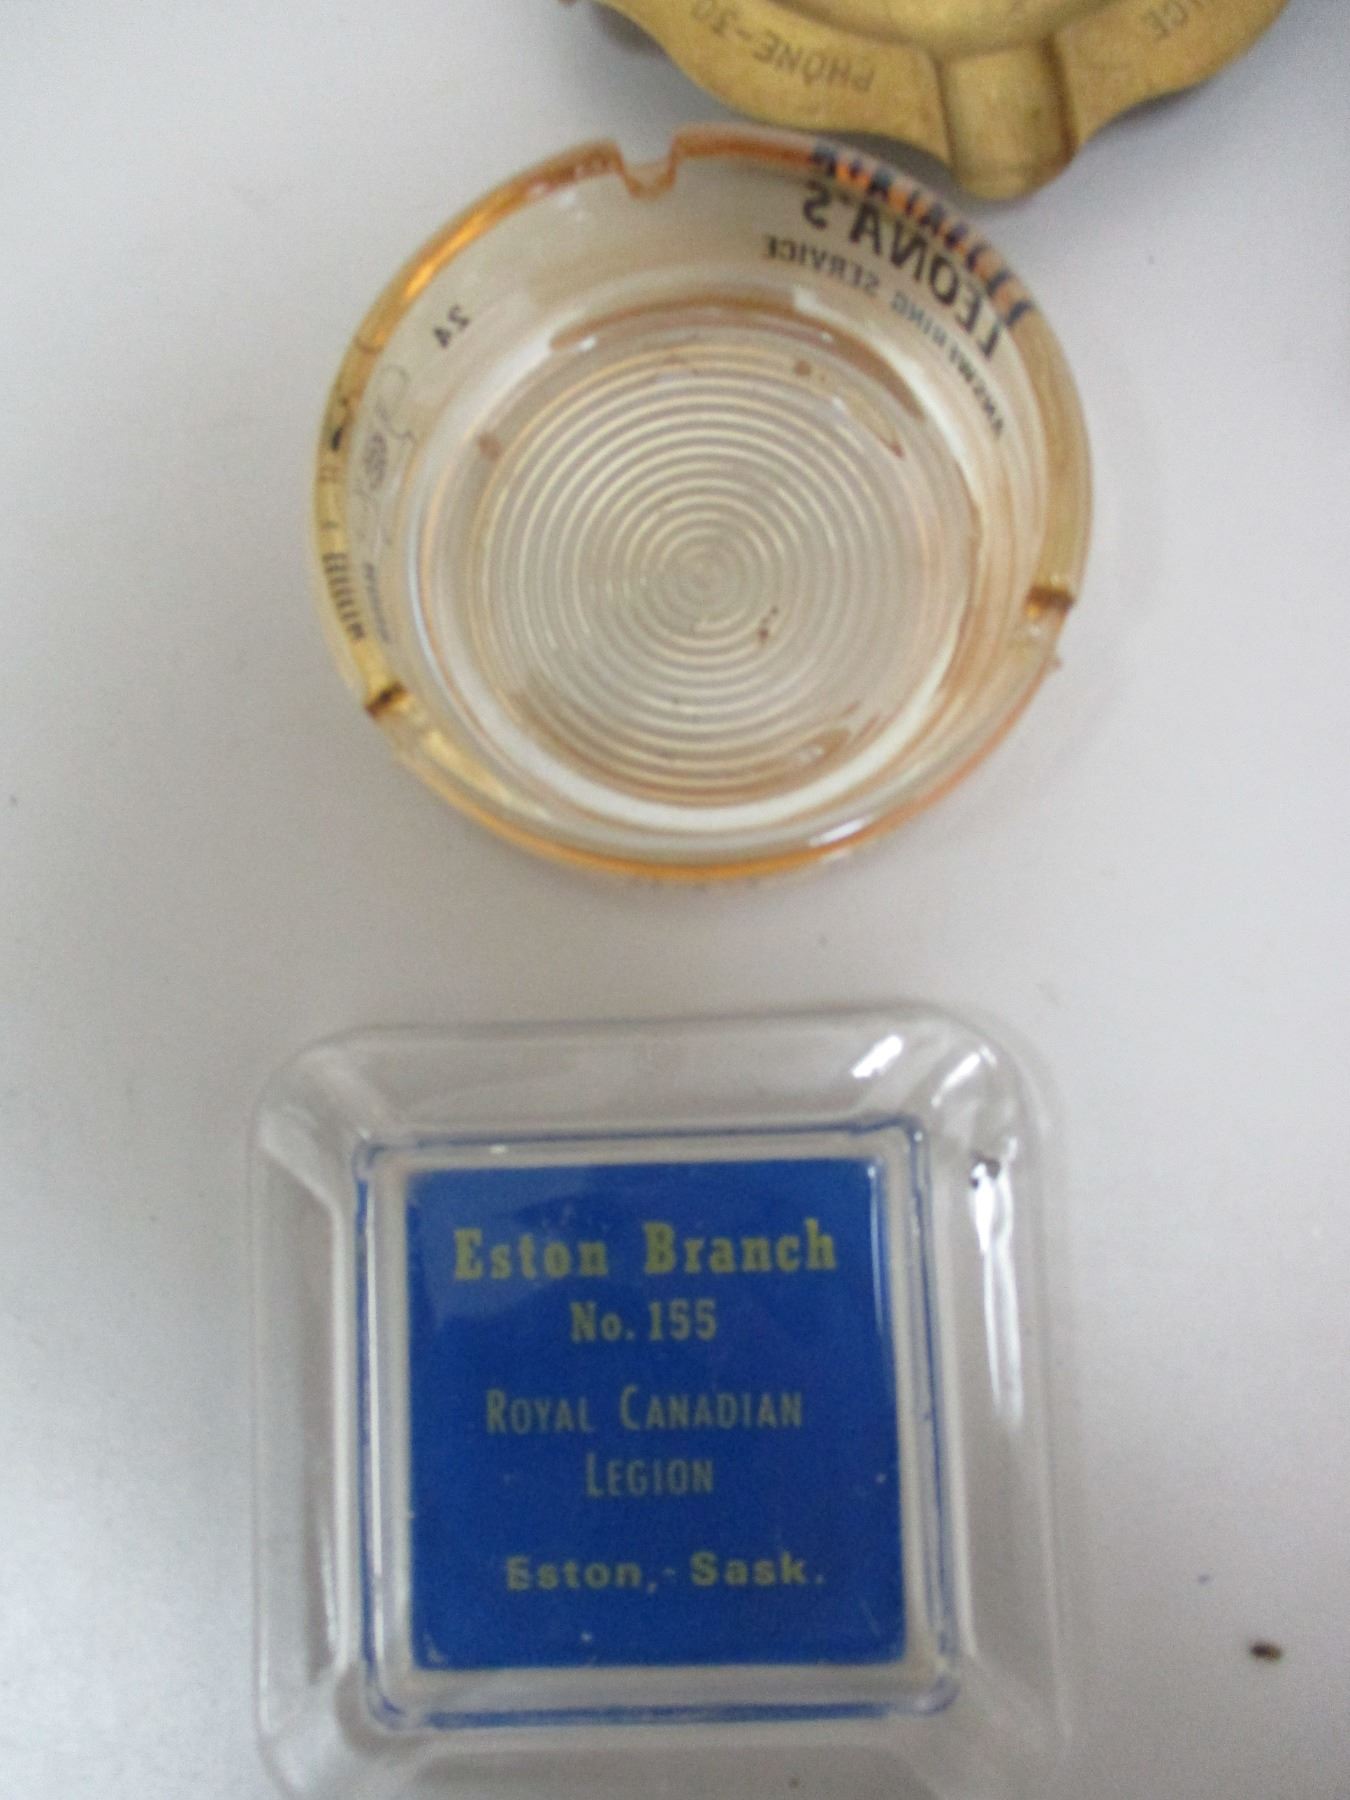 PHONE-30
LEONA'S
ANSWERING SERVICE
24
Eston Branch
No. 155
ROYAL CANADIAN
LEGION
Eston, Sask.